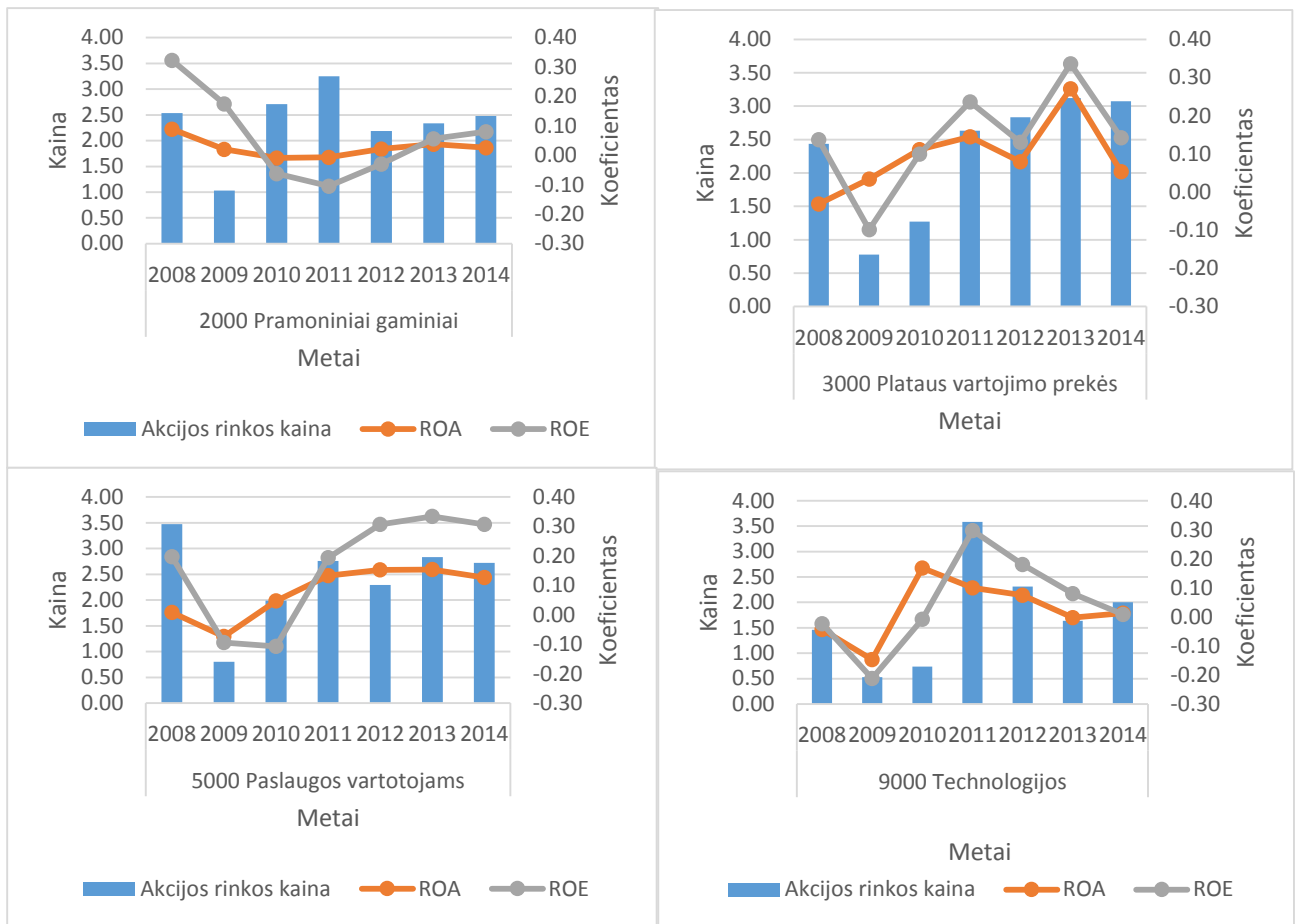 4.00
3.50
3.00
2.50
2.00
1.50
1.00
0.50
0.00
Kaina
0.40
0.30
0.20
0.10
0.00
-0.10
-0.20
-0.30
Koeficientas
2008 2009 2010 2011 2012 2013 2014
2000 Pramoniniai gaminiai
Metai
Akcijos rinkos kaina ROA ROE
4.00
3.50
3.00
2.50
2.00
1.50
1.00
0.50
0.00
Kaina
0.40
0.30
0.20
0.10
0.00
-0.10
-0.20
-0.30
Koeficientas
2008 2009 2010 2011 2012 2013 2014
3000 Plataus vartojimo prekės
Metai
Akcijos rinkos kaina ROA ROE
4.00
3.50
3.00
2.50
2.00
1.50
1.00
0.50
0.00
Kaina
0.40
0.30
0.20
0.10
0.00
-0.10
-0.20
-0.30
Koeficientas
2008 2009 2010 2011 2012 2013 2014
5000 Paslaugos vartotojams
Metai
Akcijos rinkos kaina ROA ROE
4.00
3.50
3.00
2.50
2.00
1.50
1.00
0.50
0.00
Kaina
0.40
0.30
0.20
0.10
0.00
-0.10
-0.20
-0.30
Koeficientas
2008 2009 2010 2011 2012 2013 2014
9000 Technologijos
Metai
Akcijos rinkos kaina ROA ROE